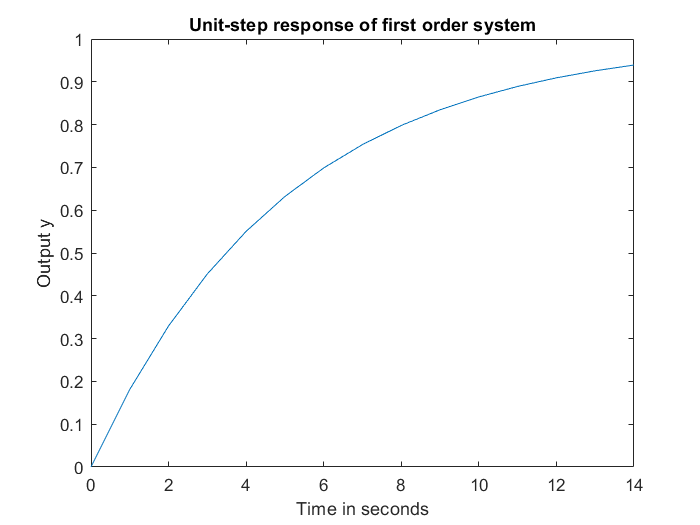 Unit-step response of first order system
1
0.9
0.8
0.7
0.6
0.5
0.4
0.3
0.2
0.1
0
Output y
0 2 4 6 8 10 12 14
Time in seconds